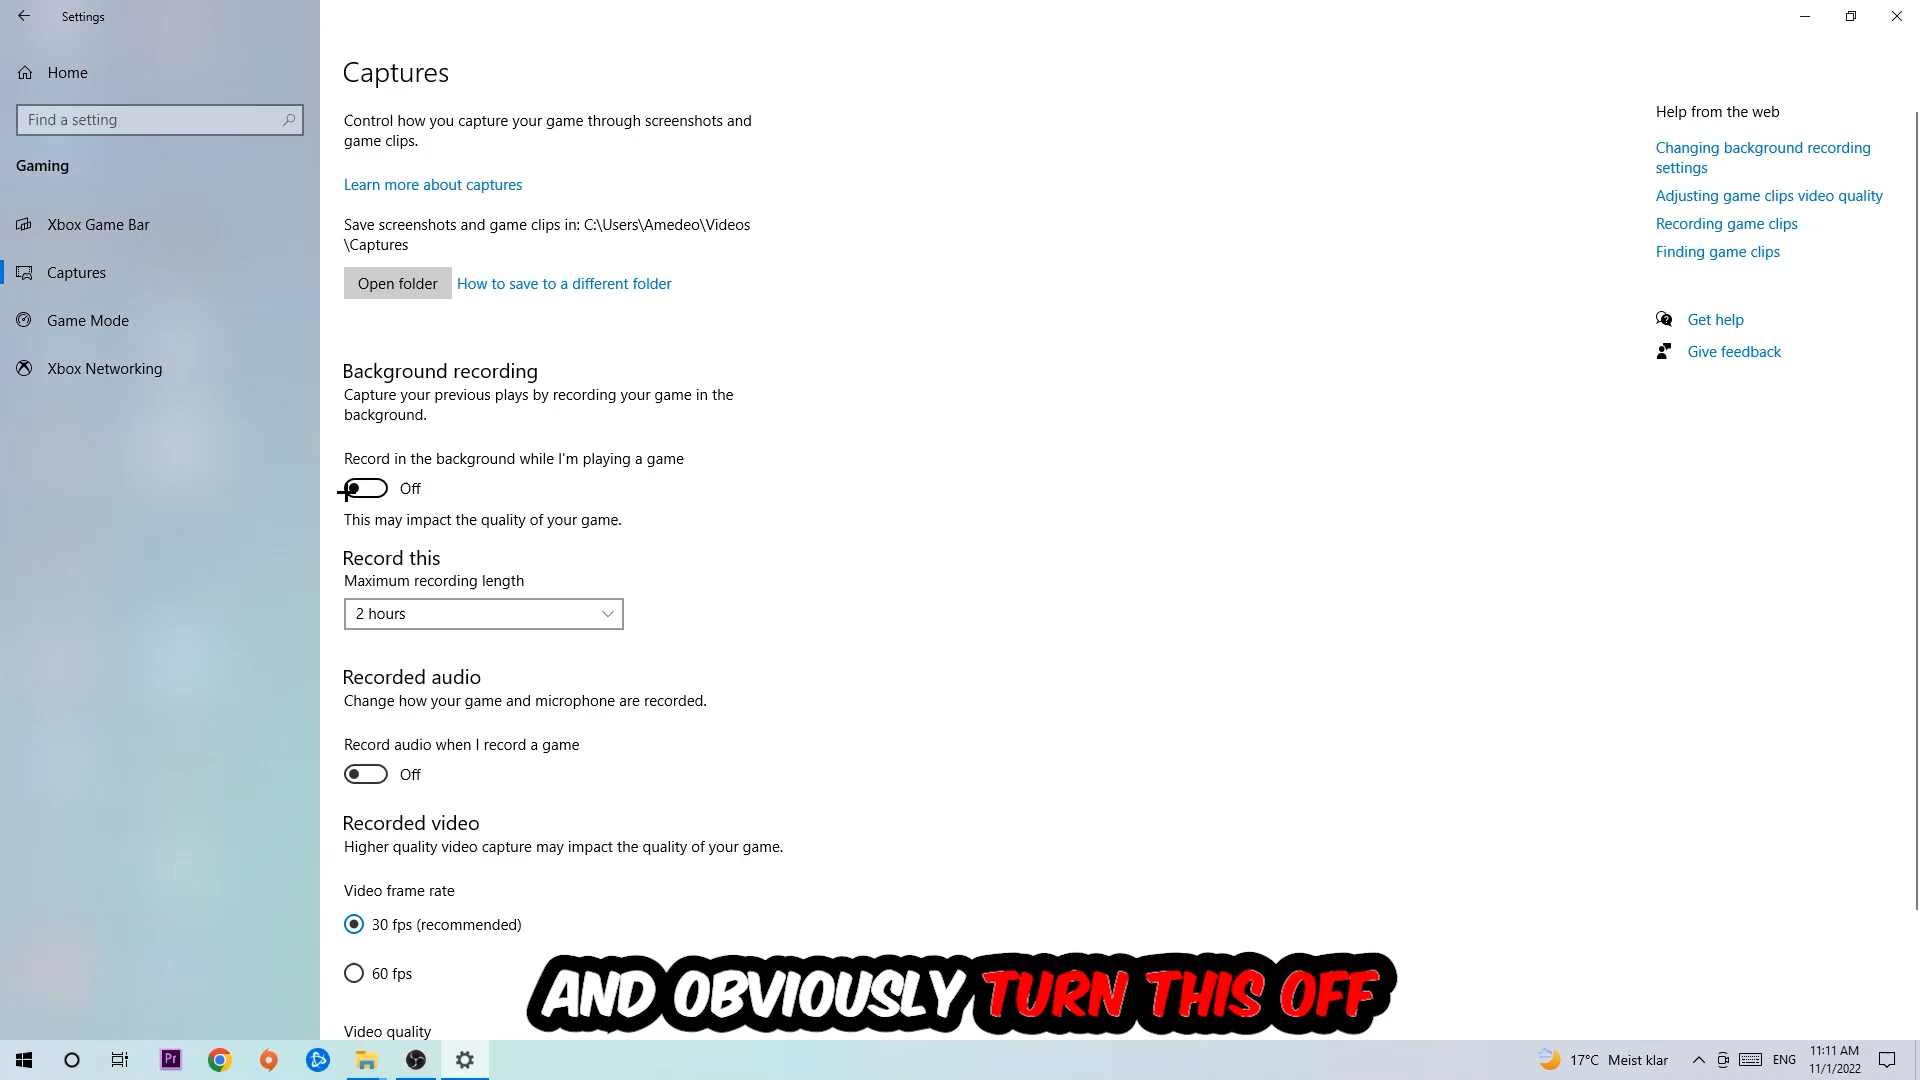 Settings
Home
Find a setting
Gaming
Xbox Game Bar
Captures
Game Mode
Xbox Networking
Captures
Control how you capture your game through screenshots and
game clips.
Learn more about captures
Save screenshots and game clips in: C:\Users\Amedeo\Videos
\Captures
Open folder
How to save to a different folder
Background recording
Capture your previous plays by recording your game in the
background.
Record in the background while I'm playing a game
Off
This may impact the quality of your game.
Record this
Maximum recording length
2 hours
Recorded audio
Change how your game and microphone are recorded.
Record audio when I record a game
Off
Recorded video
Higher quality video capture may impact the quality of your game.
Video frame rate
30 fps (recommended)
60 fps
Video quality
Help from the web
Changing background recording
settings
Adjusting game clips video quality
Recording game clips
Finding game clips
Get help
Give feedback
AND OBVIOUSLY TURN THIS OFF
Pr
17°C Meist klar
ENG
11:11 AM
11/1/2022